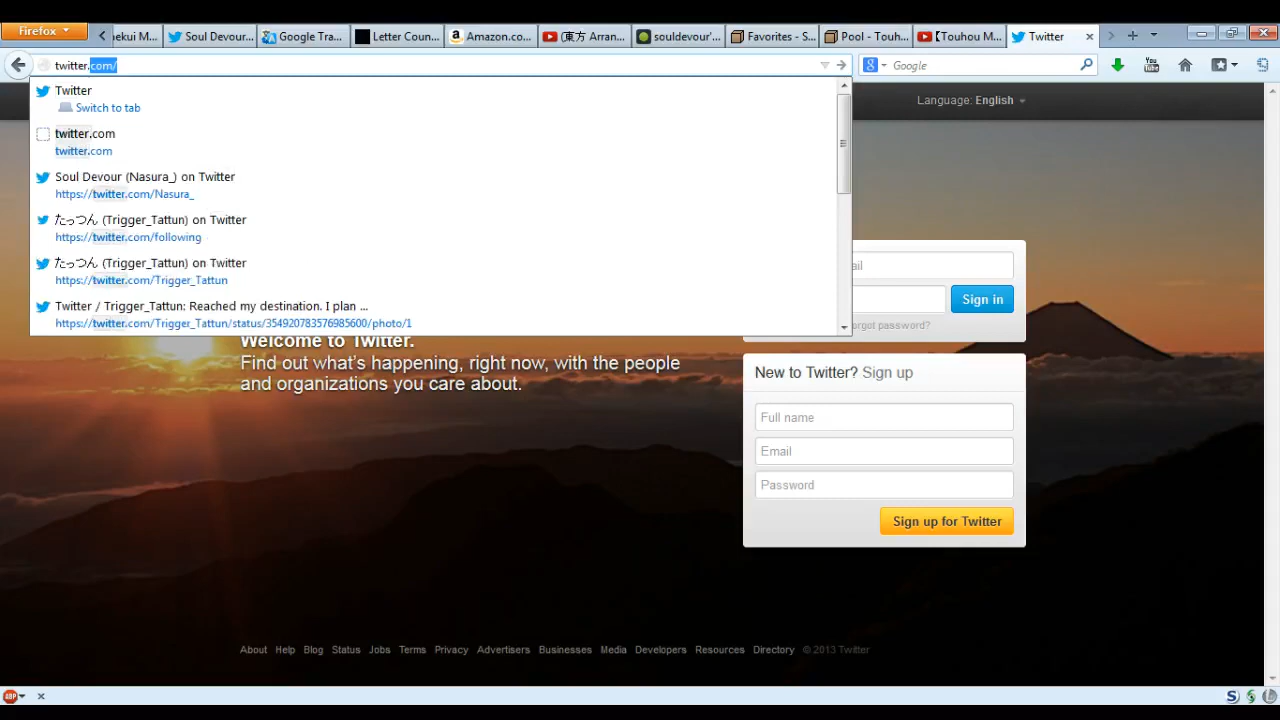 Firefox
ekui M...
Soul Devour...
Google Tra...
Letter Coun...
Amazon.co...
(東方 Arran...
souldevour'...
Favorites - S...
Pool - Touh...
【Touhou M...
Twitter
twitter.com/
Google
Twitter
Switch to tab
twitter.com
twitter.com
Soul Devour (Nasura_) on Twitter
https://twitter.com/Nasura_
たっつん (Trigger_Tattun) on Twitter
https://twitter.com/following
たっつん (Trigger_Tattun) on Twitter
https://twitter.com/Trigger_Tattun
Twitter / Trigger_Tattun: Reached my destination. I plan ...
https://twitter.com/Trigger_Tattun/status/354920783576985600/photo/1
Language: English
ail
Sign in
orgot password?
Welcome to Twitter.
Find out what's happening, right now, with the people
and organizations you care about.
New to Twitter? Sign up
Full name
Email
Password
Sign up for Twitter
About Help Blog Status Jobs Terms Privacy Advertisers Businesses Media Developers Resources Directory © 2013 Twitter
ABP